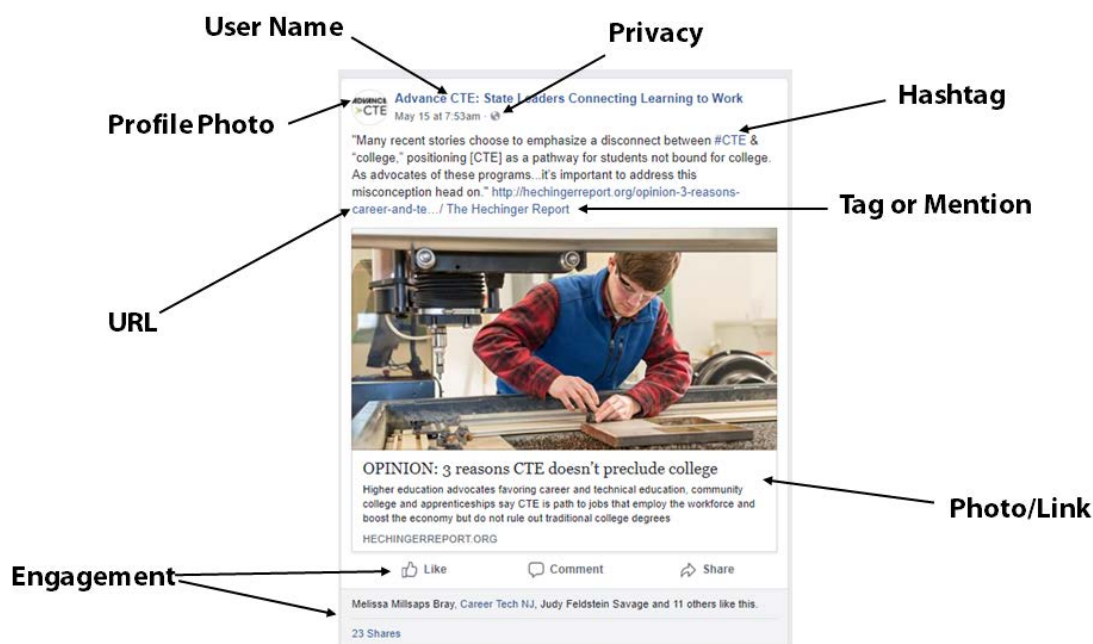 User Name
Privacy
Hashtag
Profile Photo
ADVANCE
CTE
Advance CTE: State Leaders Connecting Learning to Work
May 15 at 7:53am ·
"Many recent stories choose to emphasize a disconnect between #CTE &
“college,” positioning [CTE] as a pathway for students not bound for college.
As advocates of these programs...it’s important to address this
misconception head on." http://hechingerreport.org/opinion-3-reasons-
career-and-te…/ The Hechinger Report
Tag or Mention
URL
OPINION: 3 reasons CTE doesn’t preclude college
Higher education advocates favoring career and technical education, community
college and apprenticeships say CTE is path to jobs that employ the workforce and
boost the economy but do not rule out traditional college degrees
HECHINGERREPORT.ORG
Photo/Link
Engagement
Like Comment Share
Melissa Millsaps Bray, Career Tech NJ, Judy Feldstein Savage and 11 others like this.
23 Shares